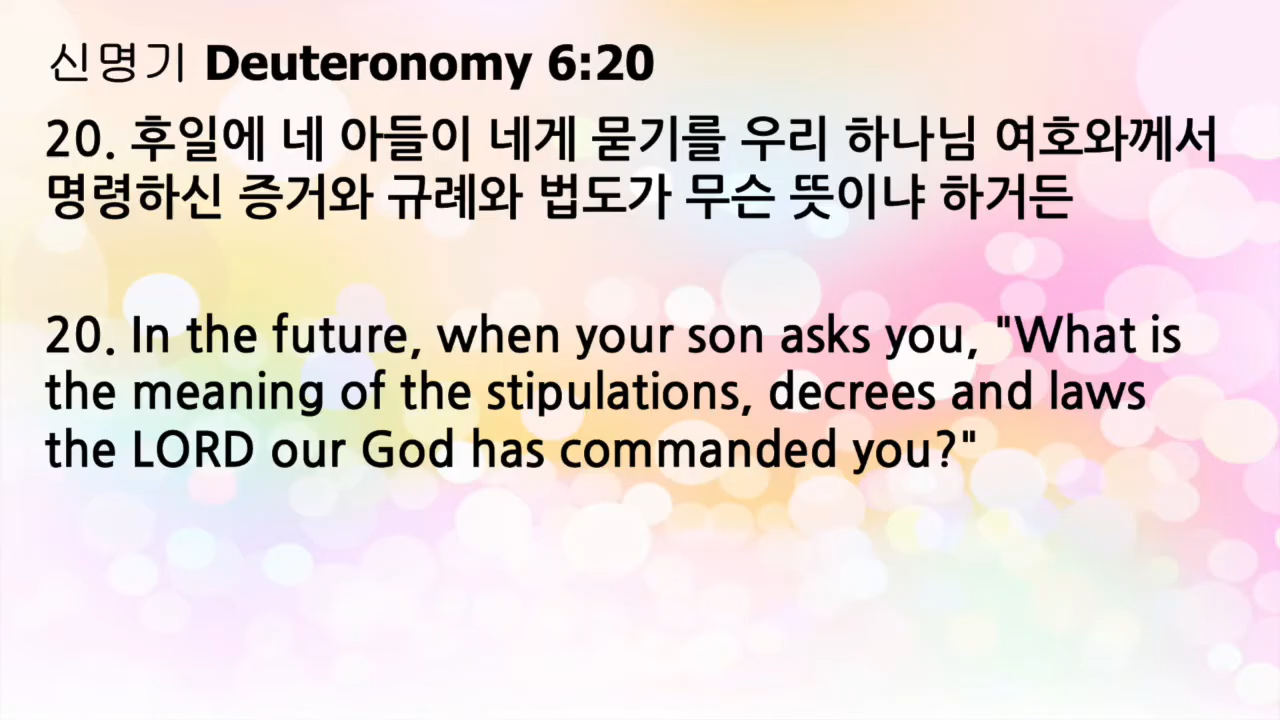 신명기 Deuteronomy 6:20
20. 후일에 네 아들이 네게 묻기를 우리 하나님 여호와께서
명령하신 증거와 규례와 법도가 무슨 뜻이냐 하거든
20. In the future, when your son asks you, "What is
the meaning of the stipulations, decrees and laws
the LORD our God has commanded you?"